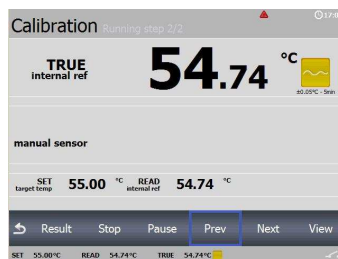 Calibration Running step 2/2
TRUE
internal ref
54.74 °C
±0.05°C - 5min
manual sensor
SET
target temp
55.00 °C
READ
internal ref
54.74 °C
Result Stop Pause Prev Next View
SET 55.00°C READ 54.74°C TRUE 54.74°C